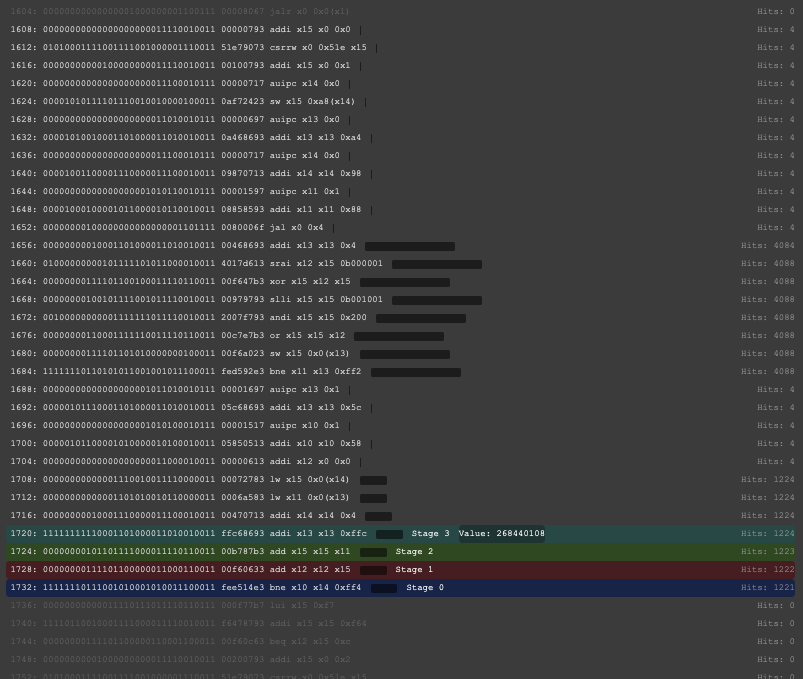 1604: 00000000000000001000000001100111 00008067 jalr x0 0x0(x1) Hits: 0
1608: 00000000000000000000011110010011 00000793 addi x15 x0 0x0 Hits: 4
1612: 01010001111001111001000001110011 51e79073 csrrw x0 0x51e x15 Hits: 4
1616: 00000000000100000000011110010011 00100793 addi x15 x0 0x1 Hits: 4
1620: 00000000000000000000011100010111 00000717 auipc x14 0x0 Hits: 4
1624: 00001010111101110010010000100011 0af72423 sw x15 0xa8(x14) Hits: 4
1628: 00000000000000000000011010010111 00000697 auipc x13 0x0 Hits: 4
1632: 00001010010001101000011010010011 0a468693 addi x13 x13 0xa4 Hits: 4
1636: 00000000000000000000011100010111 00000717 auipc x14 0x0 Hits: 4
1640: 00001001100001110000011100010011 09870713 addi x14 x14 0x98 Hits: 4
1644: 00000000000000000001010110010111 00001597 auipc x11 0x1 Hits: 4
1648: 00001000100001011000010110010011 08858593 addi x11 x11 0x88 Hits: 4
1652: 00000000100000000000000001101111 0080006f jal x0 0x4 Hits: 4
1656: 00000000010001101000011010010011 00468693 addi x13 x13 0x4 Hits: 4084
1660: 01000000000101111101011000010011 4017d613 srai x12 x15 0b000001 Hits: 4088
1664: 00000000111101100100011110110011 00f647b3 xor x15 x12 x15 Hits: 4088
1668: 00000000100101111001011110010011 00979793 slli x15 x15 0b001001 Hits: 4088
1672: 00100000000001111111011110010011 2007f793 andi x15 x15 0x200 Hits: 4088
1676: 00000000110001111110011110110011 00c7e7b3 or x15 x15 x12 Hits: 4088
1680: 00000000111101101010000000100011 00f6a023 sw x15 0x0(x13) Hits: 4088
1684: 11111110110101011001001011100011 fed592e3 bne x11 x13 0xff2 Hits: 4088
1688: 00000000000000000001011010010111 00001697 auipc x13 0x1 Hits: 4
1692: 00000101110001101000011010010011 05c68693 addi x13 x13 0x5c Hits: 4
1696: 00000000000000000001010100010111 00001517 auipc x10 0x1 Hits: 4
1700: 00000101100001010000010100010011 05850513 addi x10 x10 0x58 Hits: 4
1704: 00000000000000000000011000010011 00000613 addi x12 x0 0x0 Hits: 4
1708: 00000000000001110010011110000011 00072783 lw x15 0x0(x14) Hits: 1224
1712: 00000000000001101010010110000011 0006a583 lw x11 0x0(x13) Hits: 1224
1716: 00000000010001110000011100010011 00470713 addi x14 x14 0x4 Hits: 1224
1720: 11111111110001101000011010010011 ffc68693 addi x13 x13 0xffc Stage 3 Value: 268440108 Hits: 1224
1724: 00000000101101111000011110110011 00b787b3 add x15 x15 x11 Stage 2 Hits: 1223
1728: 00000000111101100000011000110011 00f60633 add x12 x12 x15 Stage 1 Hits: 1222
1732: 11111110111001010001010011100011 fee514e3 bne x10 x14 0xff4 Stage 0 Hits: 1221
1736: 00000000000011110111011110110111 000f77b7 lui x15 0xf7 Hits: 0
1740: 11110110010001111000011110010011 f6478793 addi x15 x15 0xf64 Hits: 0
1744: 00000000111101100000110001100011 00f60c63 beq x12 x15 0xc Hits: 0
1748: 00000000001000000000011110010011 00200793 addi x15 x0 0x2 Hits: 0
1752: 01010001111001111001000001110011 51e79073 csrrw x0 0x51e x15 Hits: 0